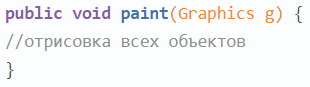 public void paint(Graphics g) {
//отрисовка всех объектов
}